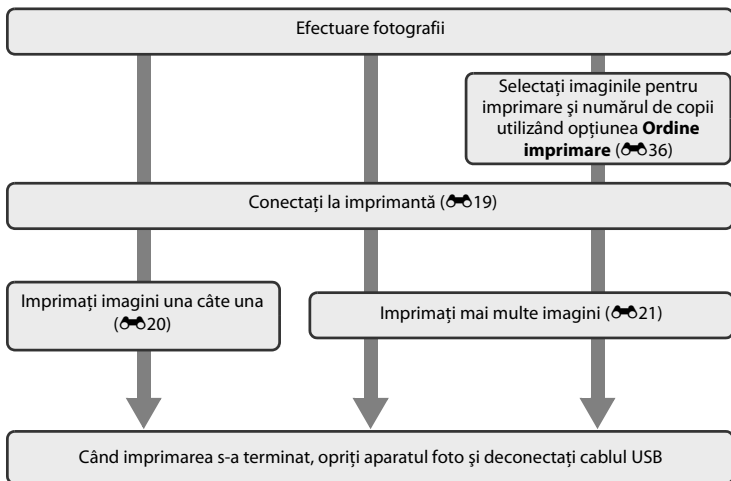 Efectuare fotografii
Selectați imaginile pentru
imprimare și numărul de copii
utilizând opțiunea Ordine
imprimare (36)
Conectați la imprimantă (19)
Imprimați imagini una câte una
(20)
Imprimați mai multe imagini (21)
Când imprimarea s-a terminat, opriți aparatul foto și deconectați cablul USB